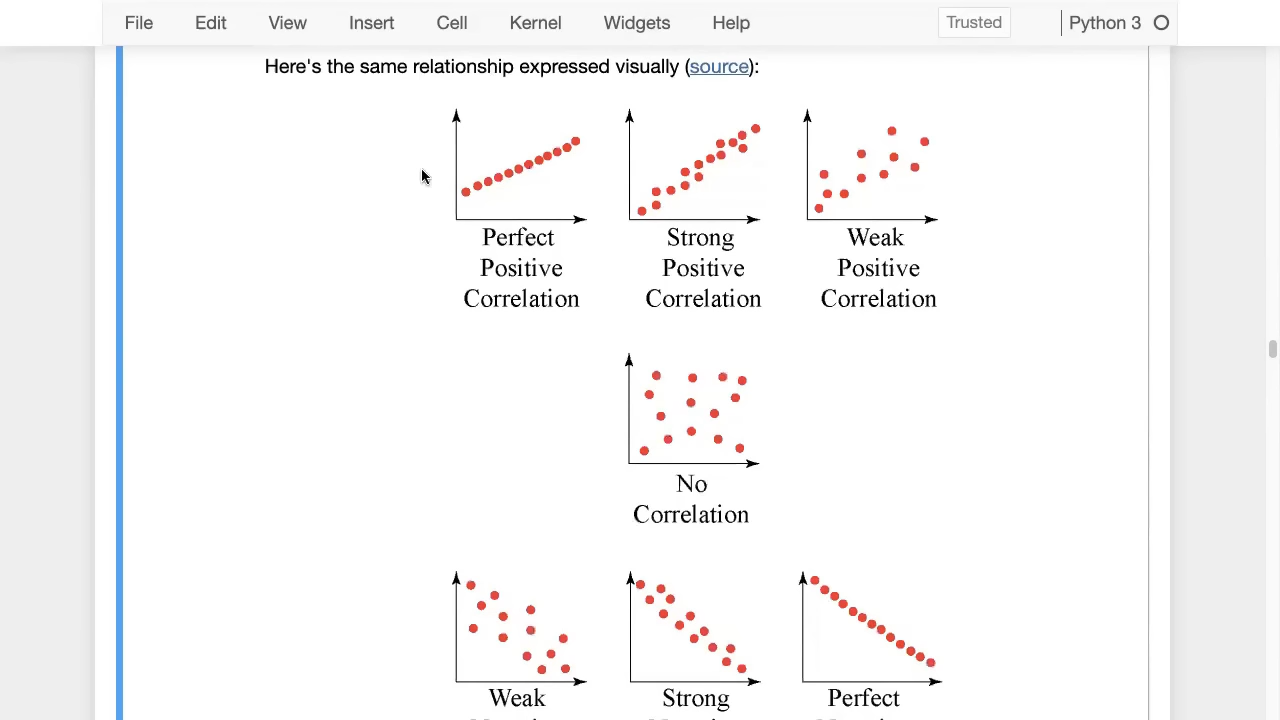 File Edit View Insert Cell Kernel Widgets Help Trusted Python 3
Here's the same relationship expressed visually (source):
Perfect Positive Correlation
Strong Positive Correlation
Weak Positive Correlation
No Correlation
Weak
Strong
Perfect